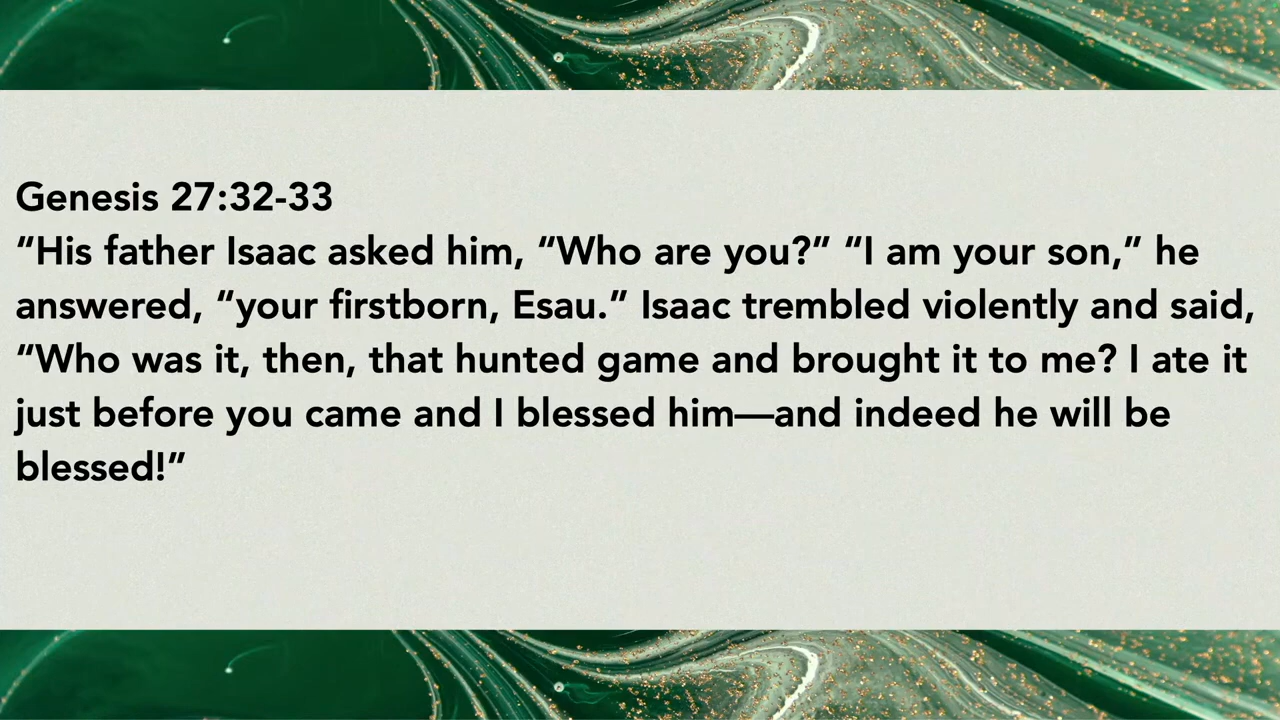 Genesis 27:32-33
“His father Isaac asked him, “Who are you?” “I am your son,” he
answered, “your firstborn, Esau.” Isaac trembled violently and said,
“Who was it, then, that hunted game and brought it to me? I ate it
just before you came and I blessed him—and indeed he will be
blessed!”